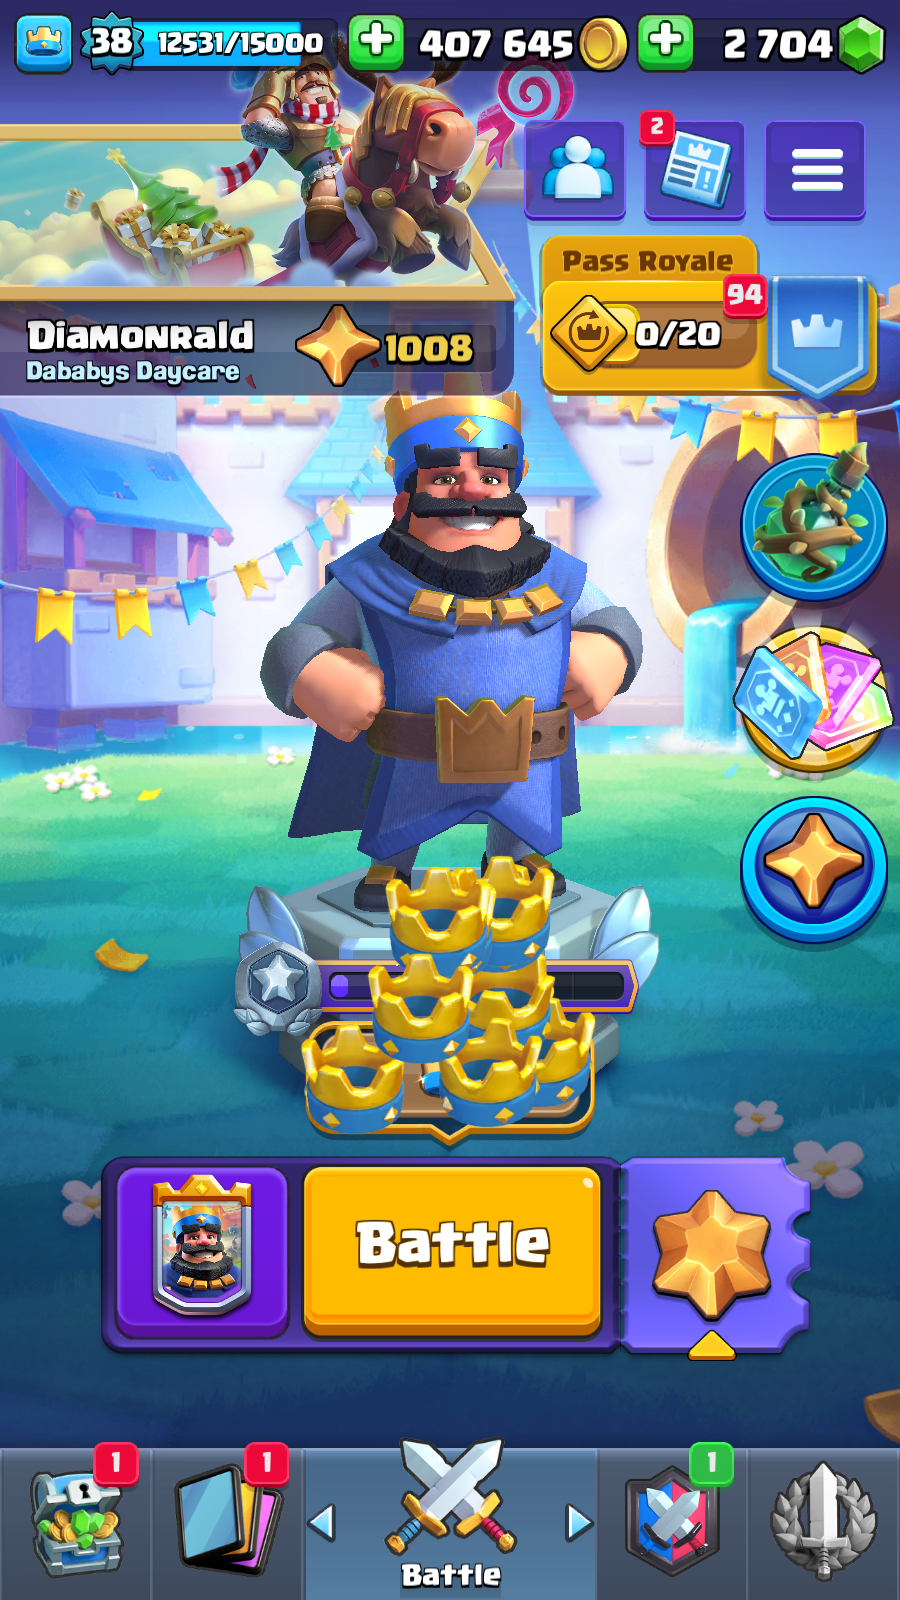 38 12531/15000 407 645 2 704
2
Pass Royale
94
0/20
Diamonrald
1008
Dababys Daycare
Battle
1
1
1
Battle